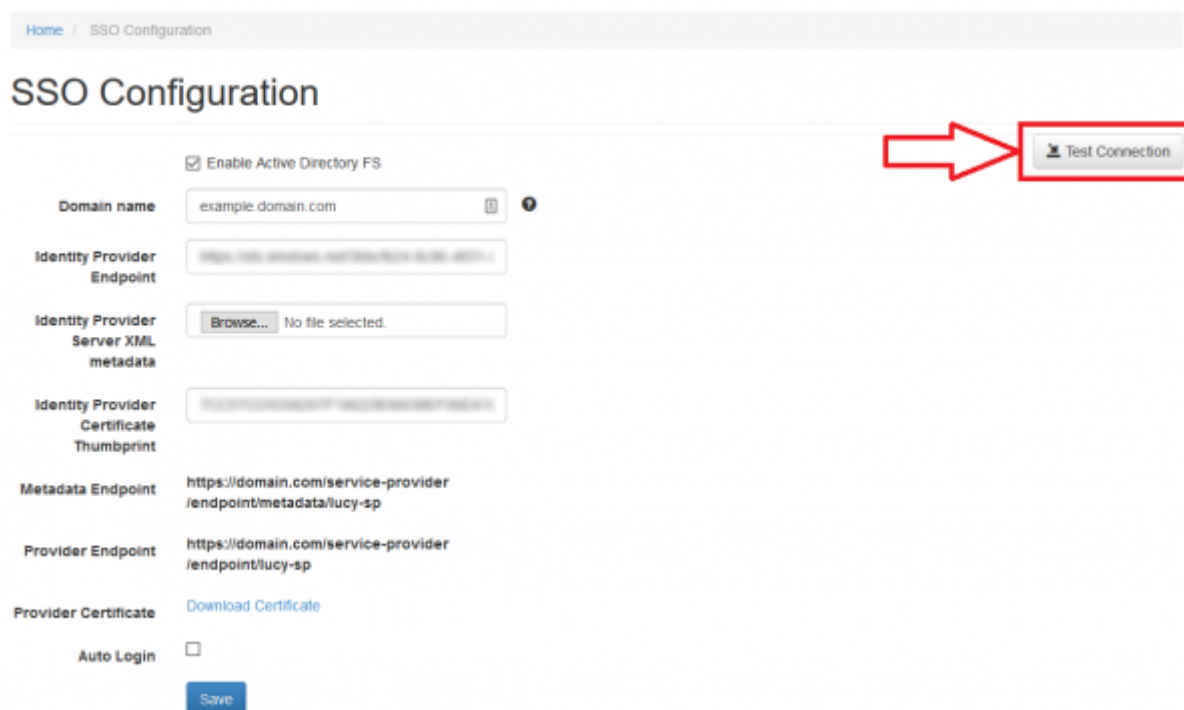 Home / SSO Configuration
SSO Configuration
Test Connection
Enable Active Directory FS
Domain name
example.domain.com
Identity Provider
Endpoint
Identity Provider
Server XML
metadata
Browse... No file selected.
Identity Provider
Certificate
Thumbprint
Metadata Endpoint
https://domain.com/service-provider
/endpoint/metadata/lucy-sp
Provider Endpoint
https://domain.com/service-provider
/endpoint/lucy-sp
Provider Certificate
Download Certificate
Auto Login
Save